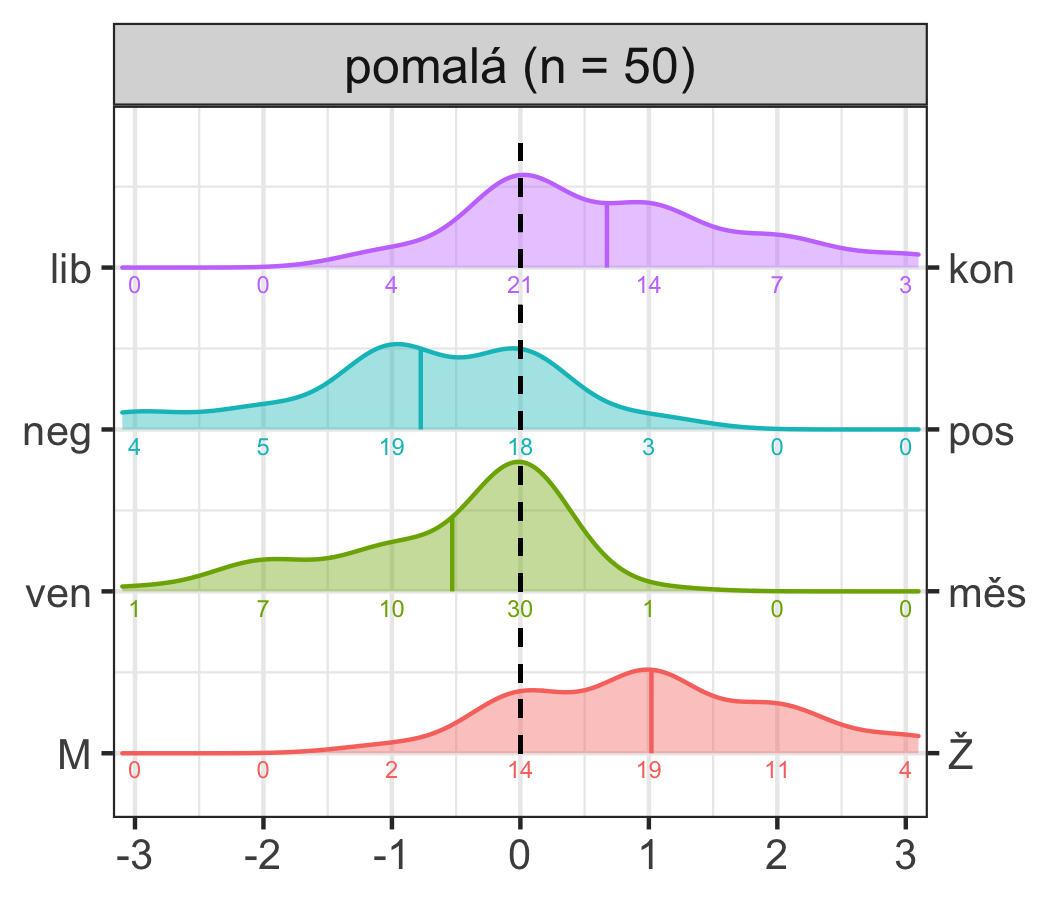 pomalá (n = 50)
lib kon
0 0 4 21 14 7 3
neg pos
4 5 19 18 3 0 0
ven měs
1 7 10 30 1 0 0
M Ž
0 0 2 14 19 11 4
-3 -2 -1 0 1 2 3